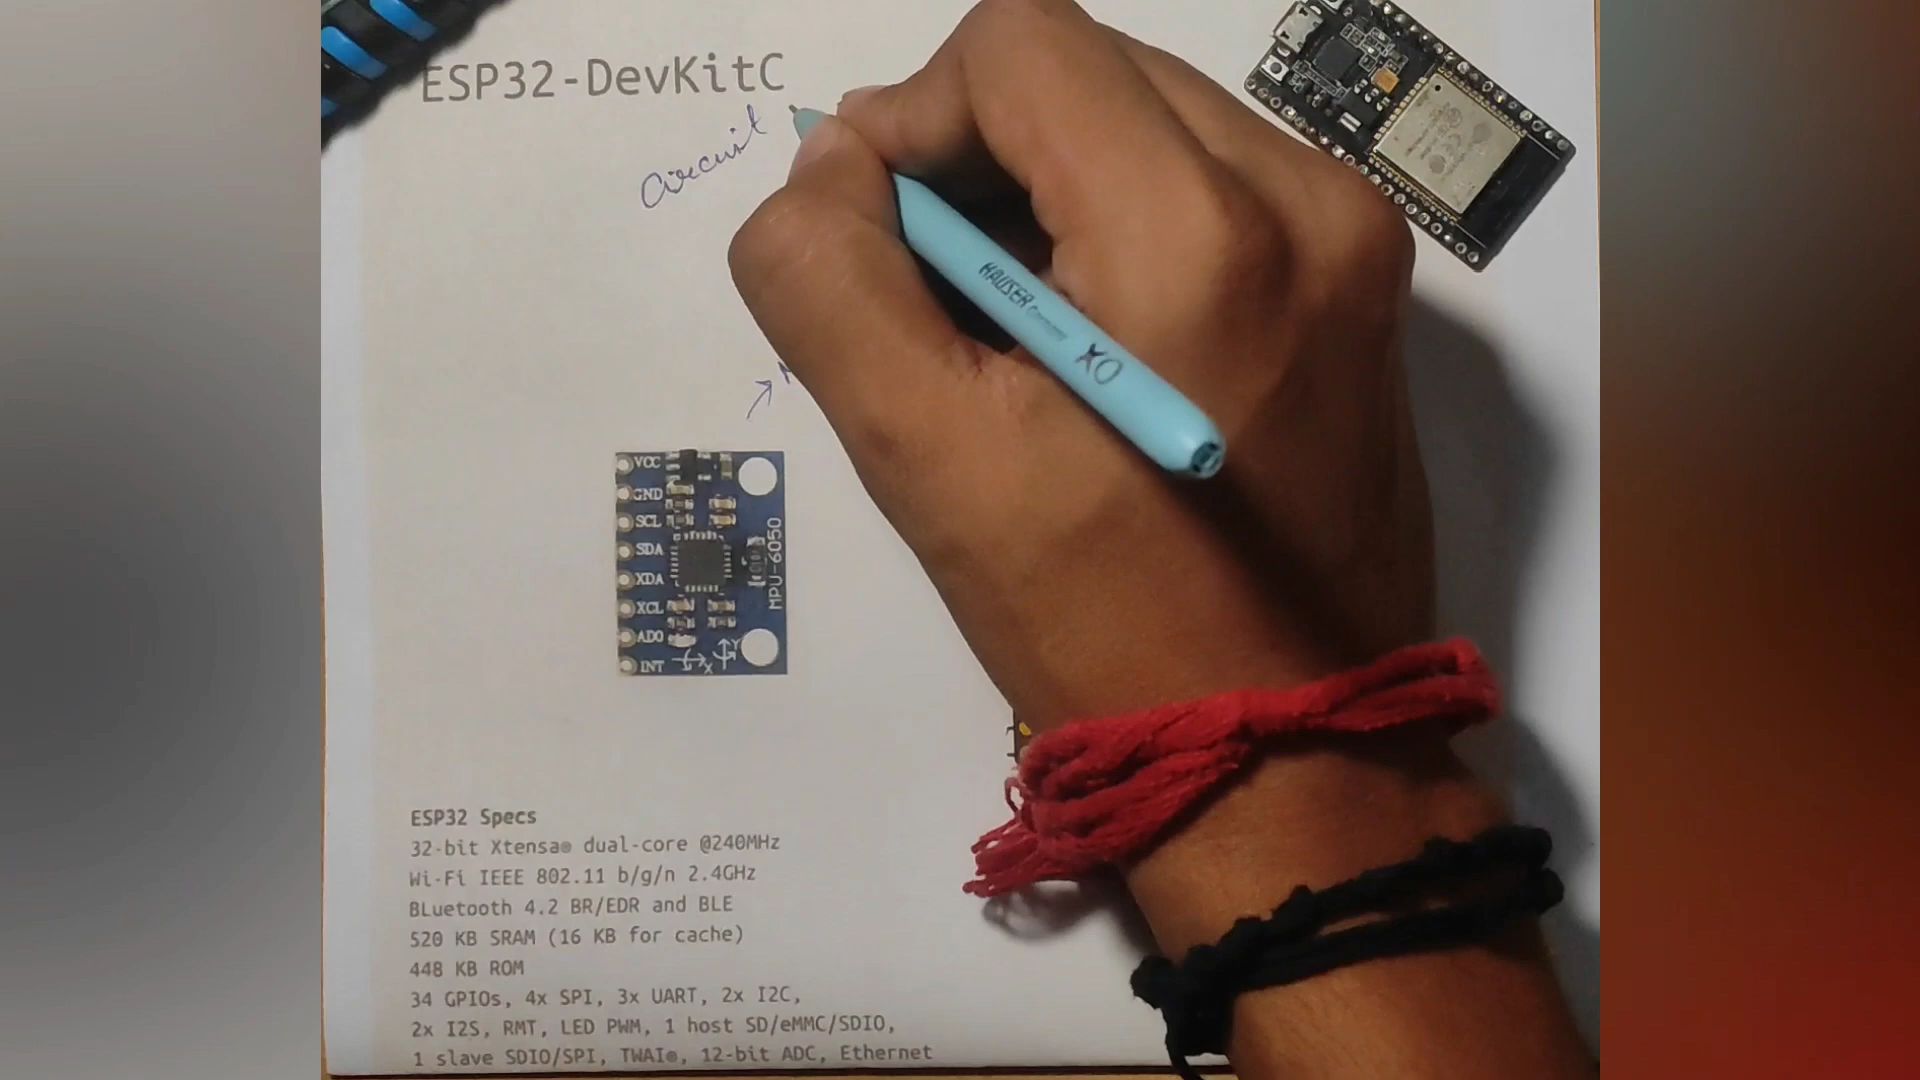 ESP32-DevKitC
circuit
HAUSER
XO
VCC
GND
SCL
SDA
XDA
XCL
AD0
INT
MPU-6050
X
Y
ESP32 Specs
32-bit Xtensa® dual-core @240MHz
Wi-Fi IEEE 802.11 b/g/n 2.4GHz
BLuetooth 4.2 BR/EDR and BLE
520 KB SRAM (16 KB for cache)
448 KB ROM
34 GPIOs, 4x SPI, 3x UART, 2x I2C,
2x I2S, RMT, LED PWM, 1 host SD/eMMC/SDIO,
1 slave SDIO/SPI, TWAI®, 12-bit ADC, Ethernet